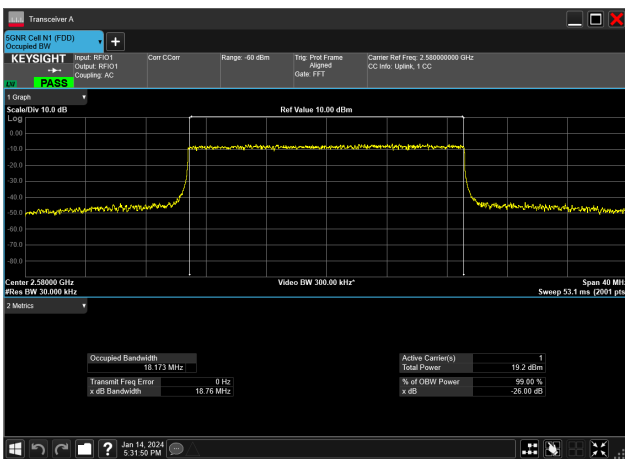 Transceiver A
5GNR Cell N1 (FDD)
Occupied BW
KEYSIGHT
PASS
Input: RFIO1
Output: RFIO1
Coupling: AC
Corr CCorr
Range: -60 dBm
Trig: Prot Frame
Aligned
Gate: FFT
Carrier Ref Freq: 2.580000000 GHz
CC Info: Uplink, 1 CC
1 Graph
Scale/Div 10.0 dB
Ref Value 10.00 dBm
Log
0.00
-10.0
-20.0
-30.0
-40.0
-50.0
-60.0
-70.0
-80.0
Center 2.58000 GHz
Video BW 300.00 kHz*
Span 40 MHz
#Res BW 30.000 kHz
Sweep 53.1 ms (2001 pts
2 Metrics
Occupied Bandwidth
18.173 MHz
Transmit Freq Error 0 Hz
x dB Bandwidth 18.76 MHz
Active Carrier(s) 1
Total Power 19.2 dBm
% of OBW Power 99.00 %
x dB -26.00 dB
Jan 14, 2024
5:31:50 PM